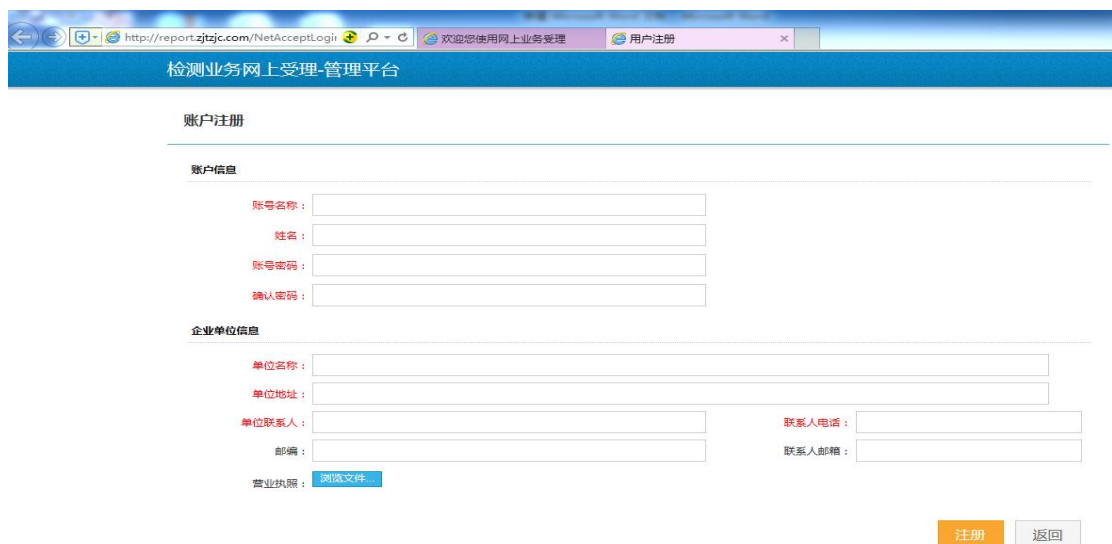 http://report.zjtzjc.com/NetAcceptLogin
欢迎您使用网上业务受理
用户注册
检测业务网上受理-管理平台
账户注册
账户信息
账号名称：
姓名：
账号密码：
确认密码：
企业单位信息
单位名称：
单位地址：
单位联系人： 联系人电话：
邮编： 联系人邮箱：
营业执照： 浏览文件...
注册 返回